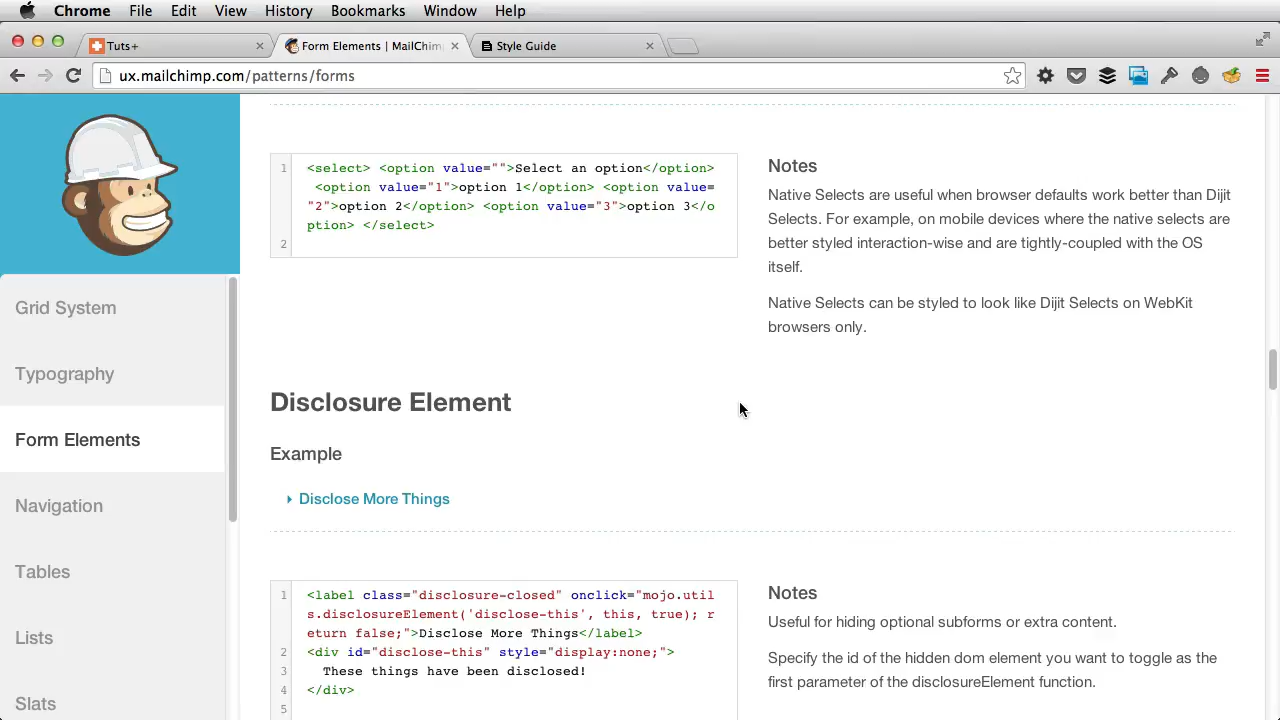 Chrome File Edit View History Bookmarks Window Help
Tuts+
Form Elements | MailChim
Style Guide
ux.mailchimp.com/patterns/forms
Grid System
Typography
Form Elements
Navigation
Tables
Lists
Slats
1 <select> <option value="">Select an option</option>
<option value="1">option 1</option> <option value=
"2">option 2</option> <option value="3">option 3</o
ption> </select>
2
Notes
Native Selects are useful when browser defaults work better than Dijit
Selects. For example, on mobile devices where the native selects are
better styled interaction-wise and are tightly-coupled with the OS
itself.
Native Selects can be styled to look like Dijit Selects on WebKit
browsers only.
Disclosure Element
Example
Disclose More Things
1 <label class="disclosure-closed" onclick="mojo.util
s.disclosureElement('disclose-this', this, true); r
eturn false;">Disclose More Things</label>
2 <div id="disclose-this" style="display:none;">
3 These things have been disclosed!
4 </div>
5
Notes
Useful for hiding optional subforms or extra content.
Specify the id of the hidden dom element you want to toggle as the
first parameter of the disclosureElement function.